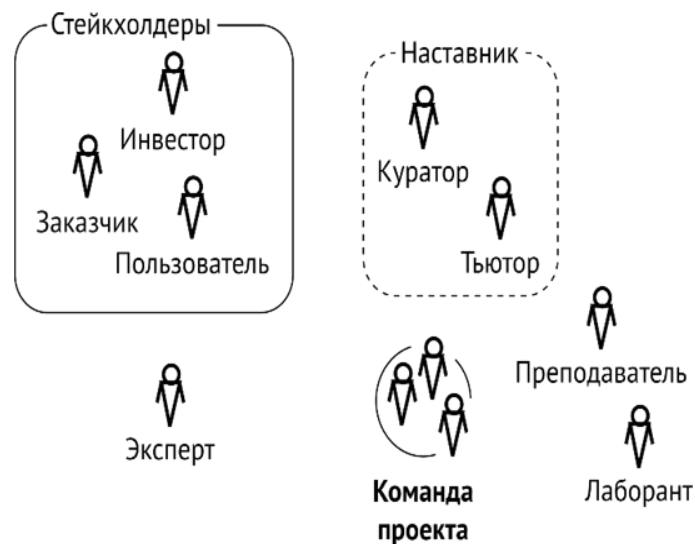 Стейкхолдеры
Инвестор
Заказчик
Пользователь
Наставник
Куратор
Тьютор
Эксперт
Команда
проекта
Преподаватель
Лаборант